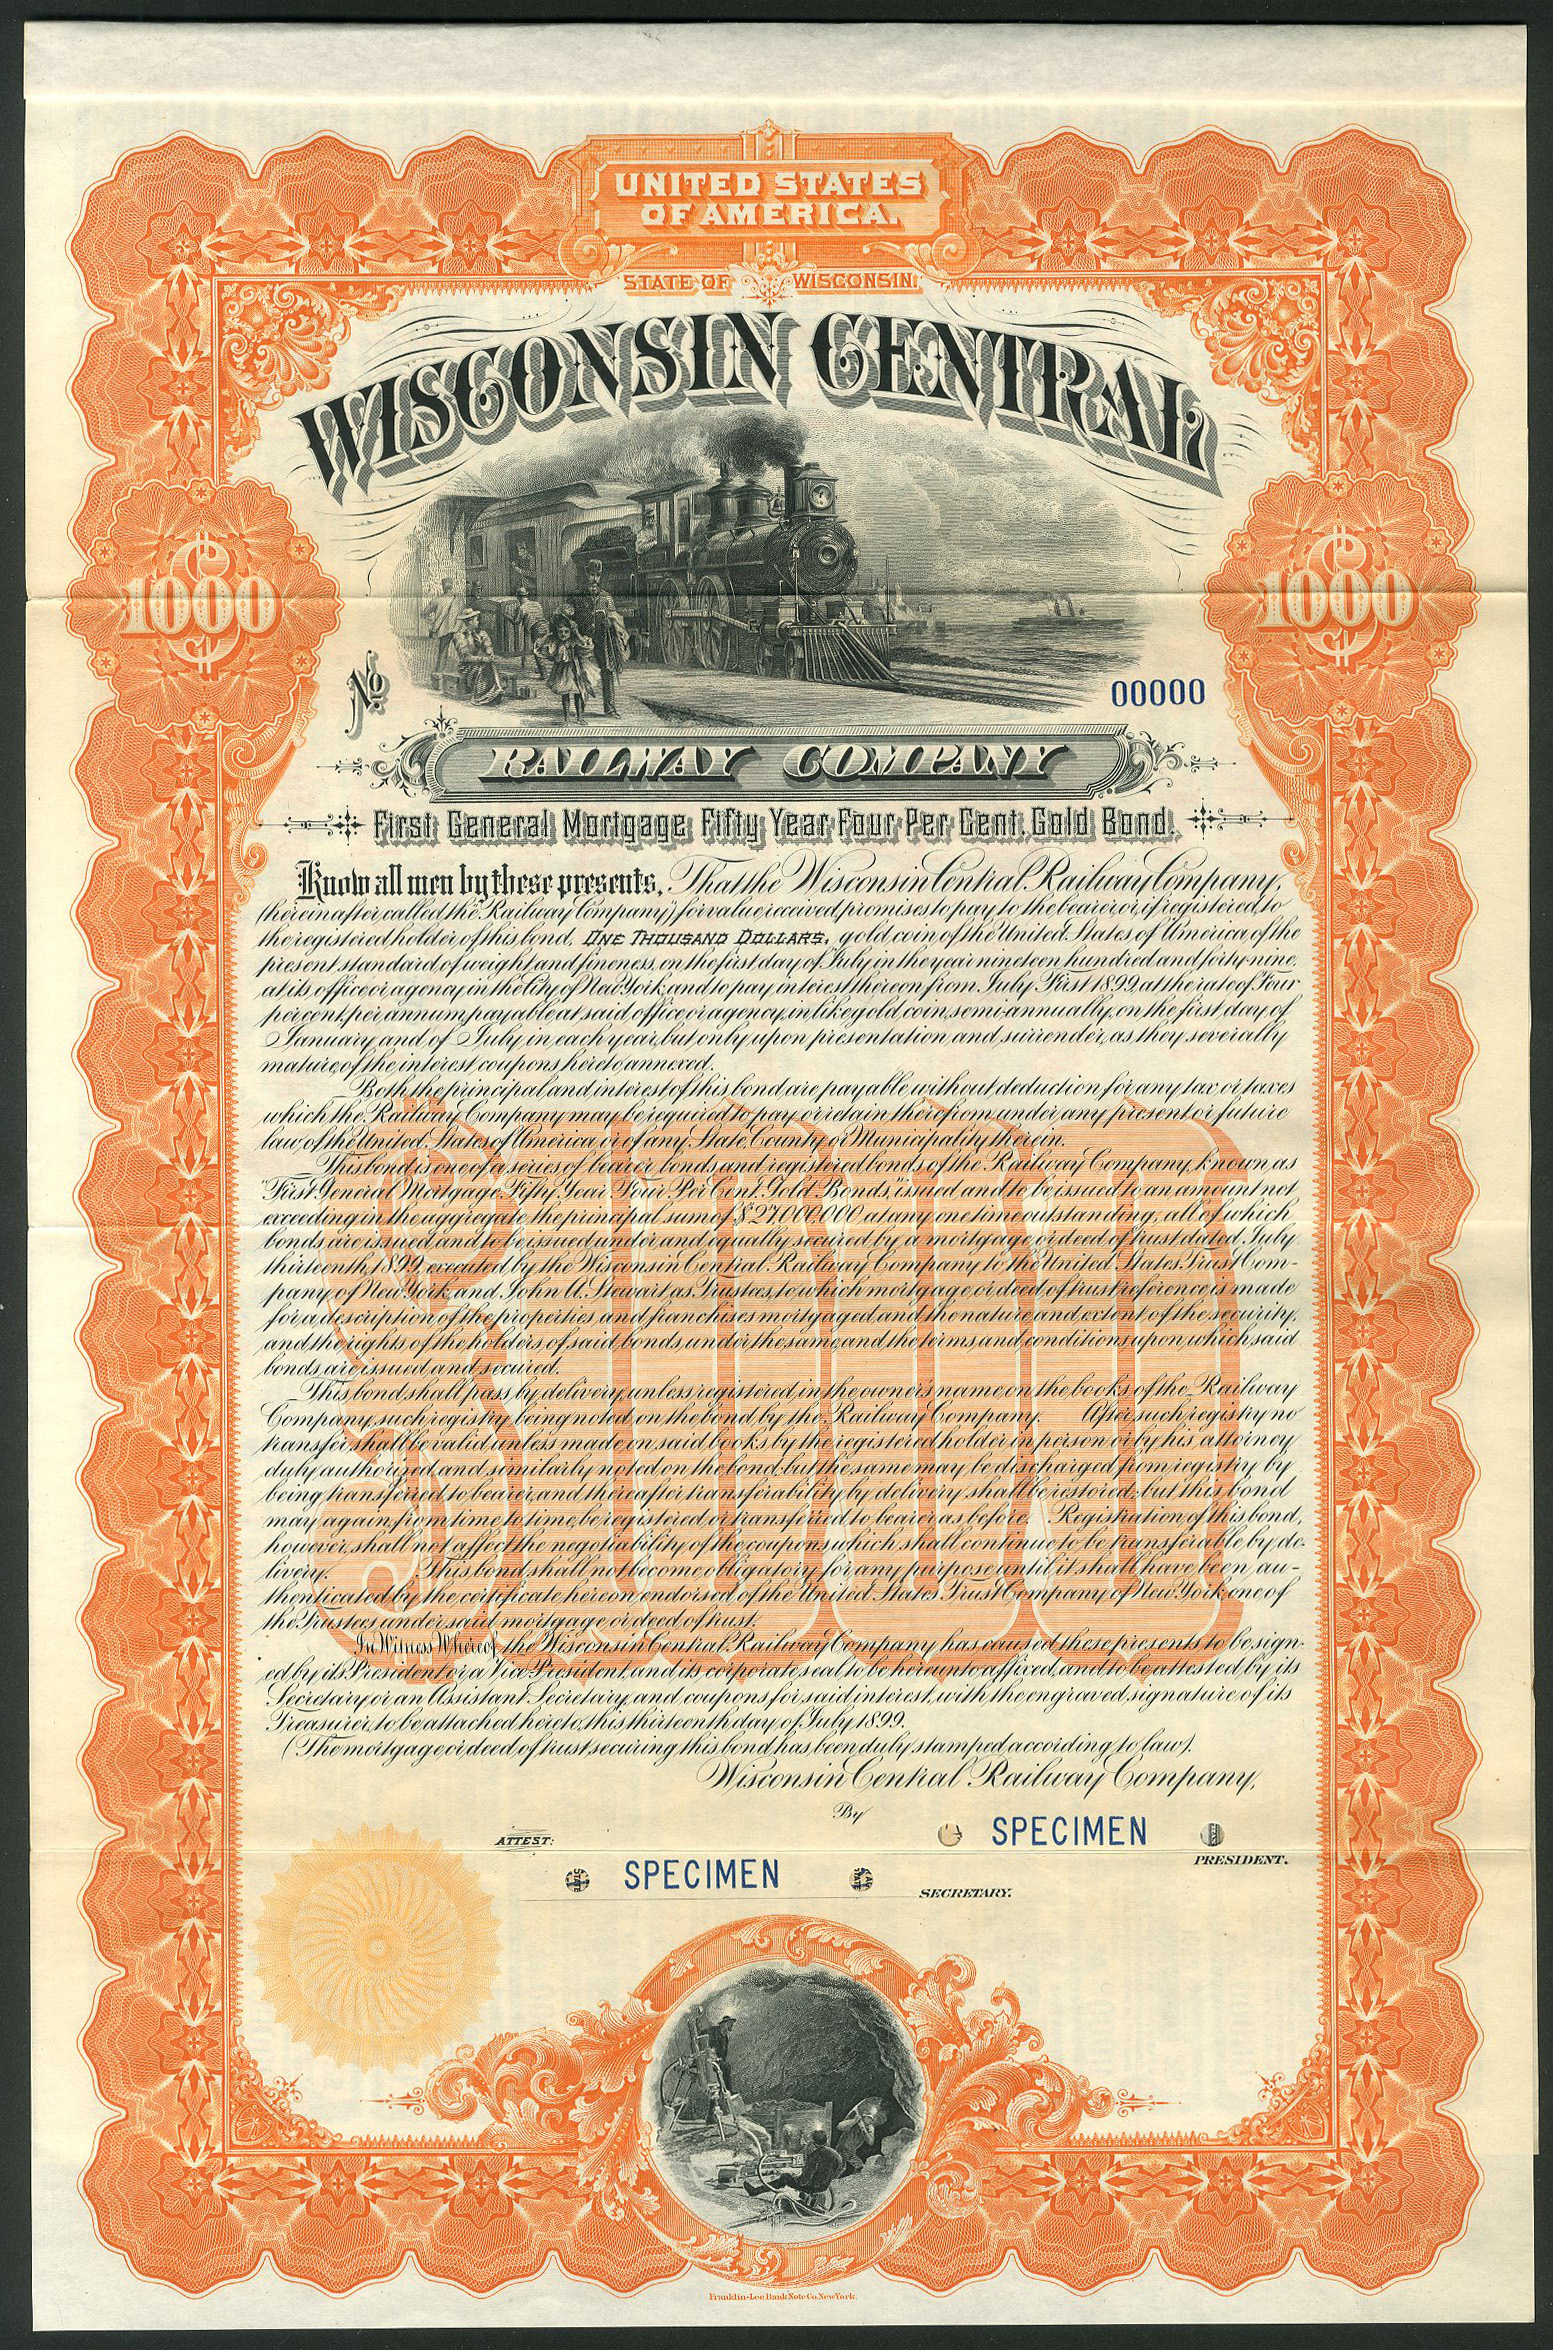 UNITED STATES
OF AMERICA.
STATE OF WISCONSIN.
WISCONSIN CENTRAL
$1000
$1000
No 00000
RAILWAY COMPANY
First General Mortgage Fifty Year Four Per Cent. Gold Bond.
Know all men by these presents, That the Wisconsin Central Railway Company,
(hereinafter called the "Railway Company") for value received, promises to pay to the bearer, or, if registered, to
the registered holder of this bond, ONE THOUSAND DOLLARS, gold coin of the United States of America, of the
present standard of weight and fineness, on the first day of July in the year nineteen hundred and forty-nine,
at its office or agency in the City of New York, and to pay interest thereon from July First 1899, at the rate of Four
per cent. per annum, payable at said office or agency, in like gold coin, semi-annually, on the first day of
January and of July in each year, but only upon presentation and surrender, as they severally
mature, of the interest coupons hereto annexed.
Both the principal and interest of this bond are payable without deduction for any tax or taxes
which the Railway Company may be required to pay or retain therefrom under any present or future
law of the United States of America or of any State, County or Municipality therein.
This bond is one of a series of bearer bonds and registered bonds of the Railway Company, known as
"First General Mortgage Fifty Year Four Per Cent. Gold Bonds," issued and to be issued to an amount not
exceeding in the aggregate the principal sum of $27,000,000 at any one time outstanding, all of which
bonds are issued and to be issued under and equally secured by a mortgage or deed of trust dated July
thirteenth, 1899, executed by the Wisconsin Central Railway Company to the United States Trust Com-
pany of New York, and John A. Stewart as Trustees, to which mortgage or deed of trust reference is made
for a description of the properties and franchises mortgaged and the nature and extent of the security,
and the rights of the holders of said bonds under the same, and the terms and conditions upon which said
bonds are issued and secured.
This bond shall pass by delivery unless registered in the owner's name on the books of the Railway
Company, such registry being noted on the bond by the Railway Company. After such registry no
transfer shall be valid unless made on said books by the registered holder in person or by his attorney
duly authorized, and similarly noted on the bond; but the same may be discharged from registry by
being transferred to bearer, and thereafter transferability by delivery shall be restored; but this bond
may again, from time to time, be registered or transferred to bearer as before. Registration of this bond,
however, shall not affect the negotiability of the coupons which shall continue to be transferable by de-
livery. This bond shall not become obligatory for any purpose until it shall have been au-
thenticated by the certificate hereon, endorsed of the United States Trust Company of New York, one of
the Trustees under said mortgage or deed of trust.
In Witness Whereof, the Wisconsin Central Railway Company has caused these presents to be sign-
ed by its President or a Vice President, and its corporate seal to be hereunto affixed, and to be attested by its
Secretary or an Assistant Secretary, and coupons for said interest, with the engraved signature of its
Treasurer, to be attached hereto, this thirteenth day of July 1899.
(The mortgage or deed of trust securing this bond has been duly stamped according to law).
Wisconsin Central Railway Company,
By
SPECIMEN
PRESIDENT.
ATTEST:
SPECIMEN
SECRETARY.
Franklin-Lee Bank Note Co. New York.